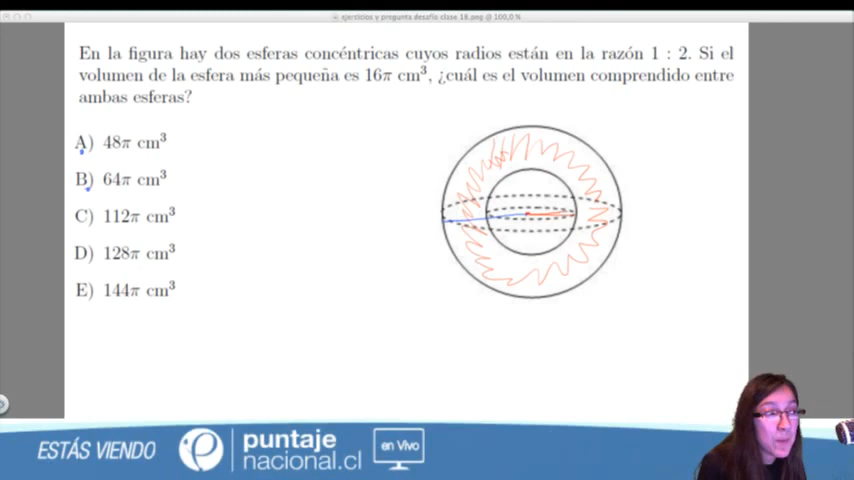 ejercicios y pregunta desafío clase 18.png @ 100,0%
En la figura hay dos esferas concéntricas cuyos radios están en la razón 1 : 2. Si el
volumen de la esfera más pequeña es 16π cm³, ¿cuál es el volumen comprendido entre
ambas esferas?
A) 48π cm³
B) 64π cm³
C) 112π cm³
D) 128π cm³
E) 144π cm³
ESTÁS VIENDO
puntaje
nacional.cl
en Vivo